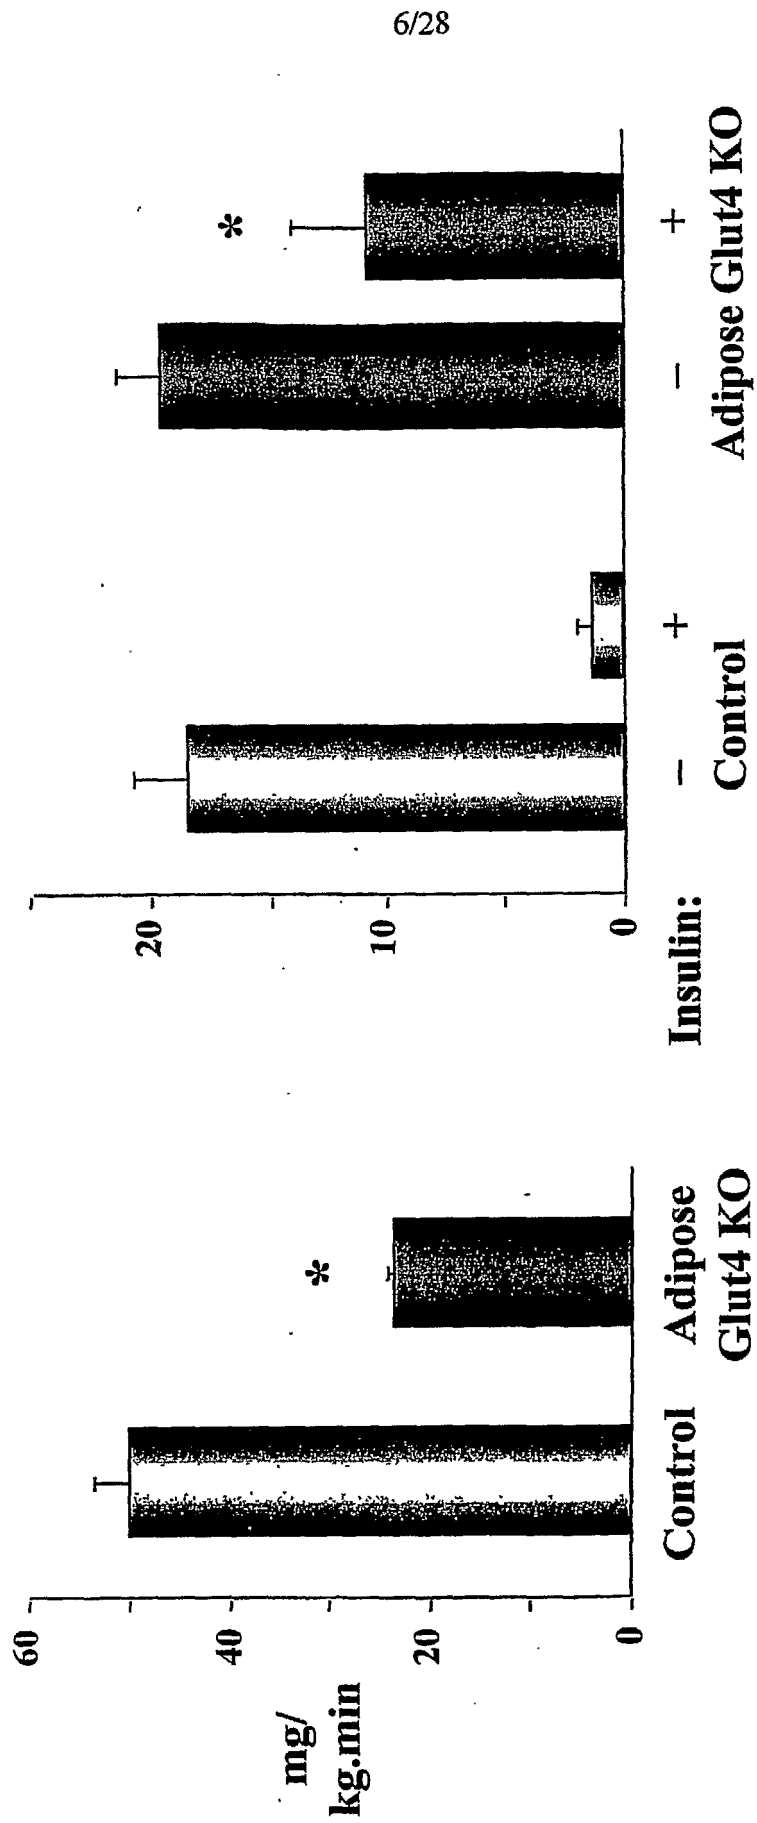 6/28
mg/
kg.min
60
40
20
0
*
Control
Adipose
Glut4 KO
20
10
0
*
Insulin:
−
+
−
+
Control
Adipose Glut4 KO